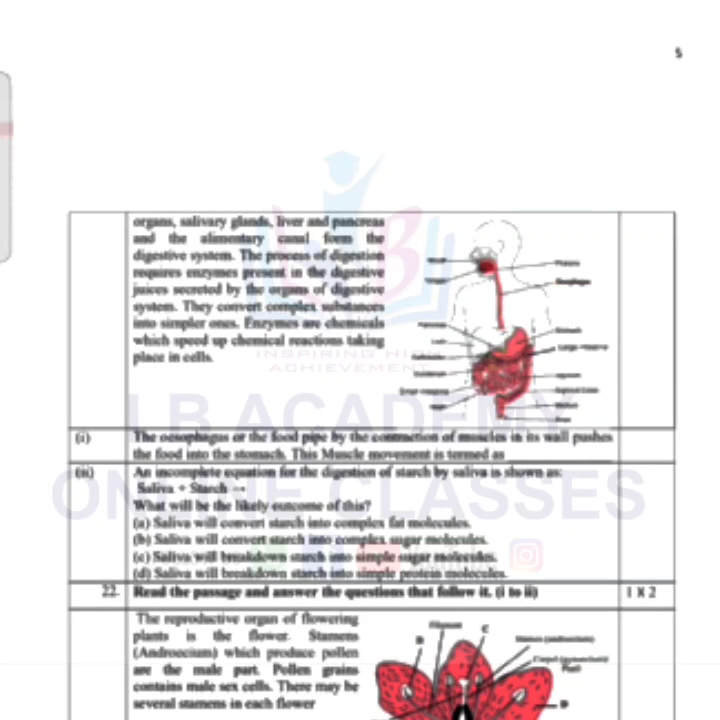 5
organs, salivary glands, liver and pancreas
and the alimentary canal form the
digestive system. The process of digestion
requires enzymes present in the digestive
juices secreted by the organs of digestive
system. They convert complex substances
into simpler ones. Enzymes are chemicals
which speed up chemical reactions taking
place in cells.
INSPIRING HIGH
ACHIEVEMENT
LB ACADEMY
ONLINE CLASSES
(i) The oesophagus or the food pipe by the contraction of muscles in its wall pushes
the food into the stomach. This Muscle movement is termed as
(ii) An incomplete equation for the digestion of starch by saliva is shown as:
Saliva + Starch →
What will be the likely outcome of this?
(a) Saliva will convert starch into complex fat molecules.
(b) Saliva will convert starch into complex sugar molecules.
(c) Saliva will breakdown starch into simple sugar molecules.
(d) Saliva will breakdown starch into simple protein molecules.
22. Read the passage and answer the questions that follow it. (i to ii) 1 X 2
The reproductive organ of flowering
plants is the flower. Stamens
(Androecium) which produce pollen
are the male part. Pollen grains
contains male sex cells. There may be
several stamens in each flower
Filament
B
C
Stamen (androecium)
D